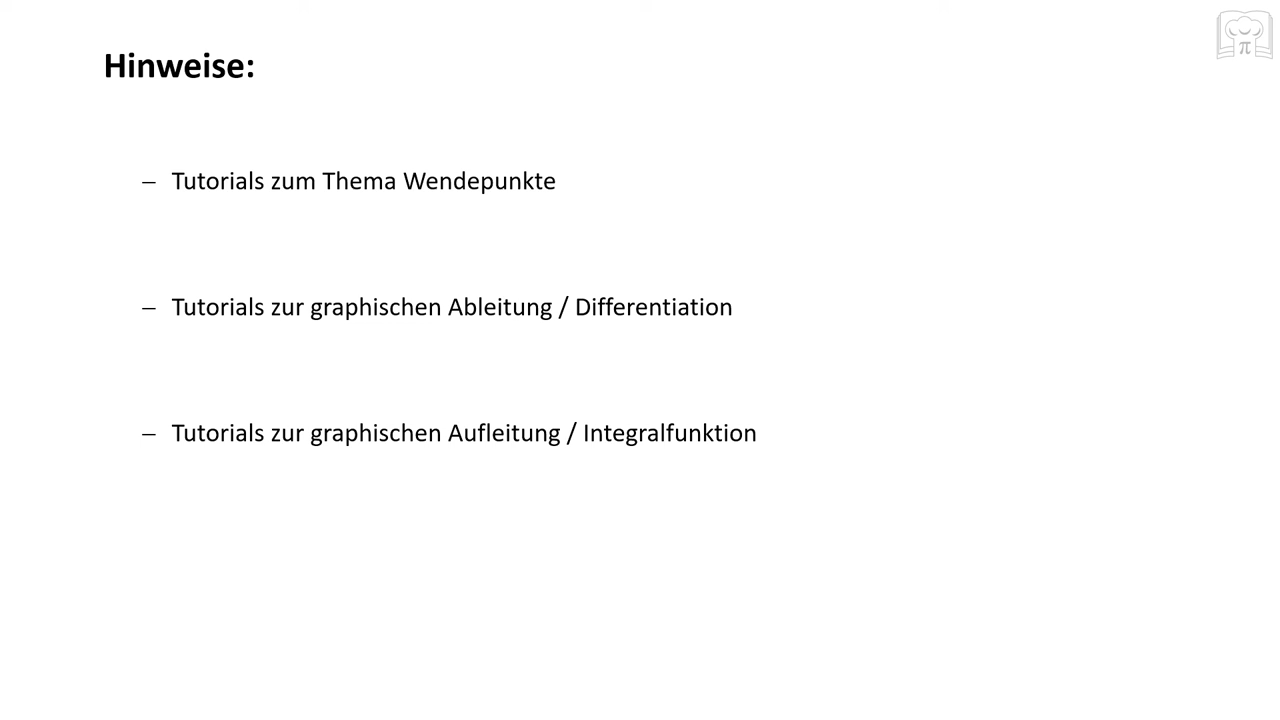 Hinweise:
– Tutorials zum Thema Wendepunkte
– Tutorials zur graphischen Ableitung / Differentiation
– Tutorials zur graphischen Aufleitung / Integralfunktion
π